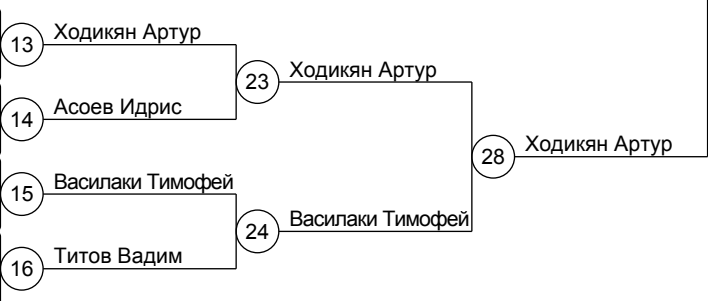 13 Ходикян Артур
14 Асоев Идрис
23 Ходикян Артур
15 Василаки Тимофей
16 Титов Вадим
24 Василаки Тимофей
28 Ходикян Артур